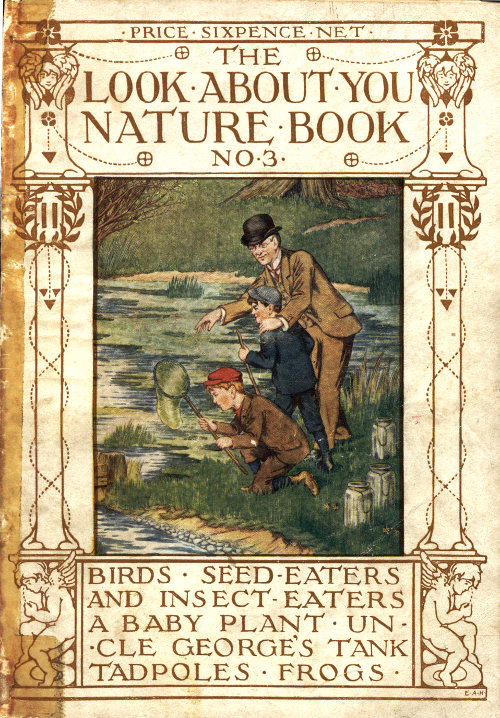 · PRICE · SIXPENCE · NET ·
THE
LOOK · ABOUT · YOU
NATURE · BOOK
NO · 3 ·
BIRDS · SEED-EATERS
AND INSECT-EATERS
A BABY PLANT · UN-
· CLE GEORGE'S TANK
TADPOLES · FROGS ·
E · A · H